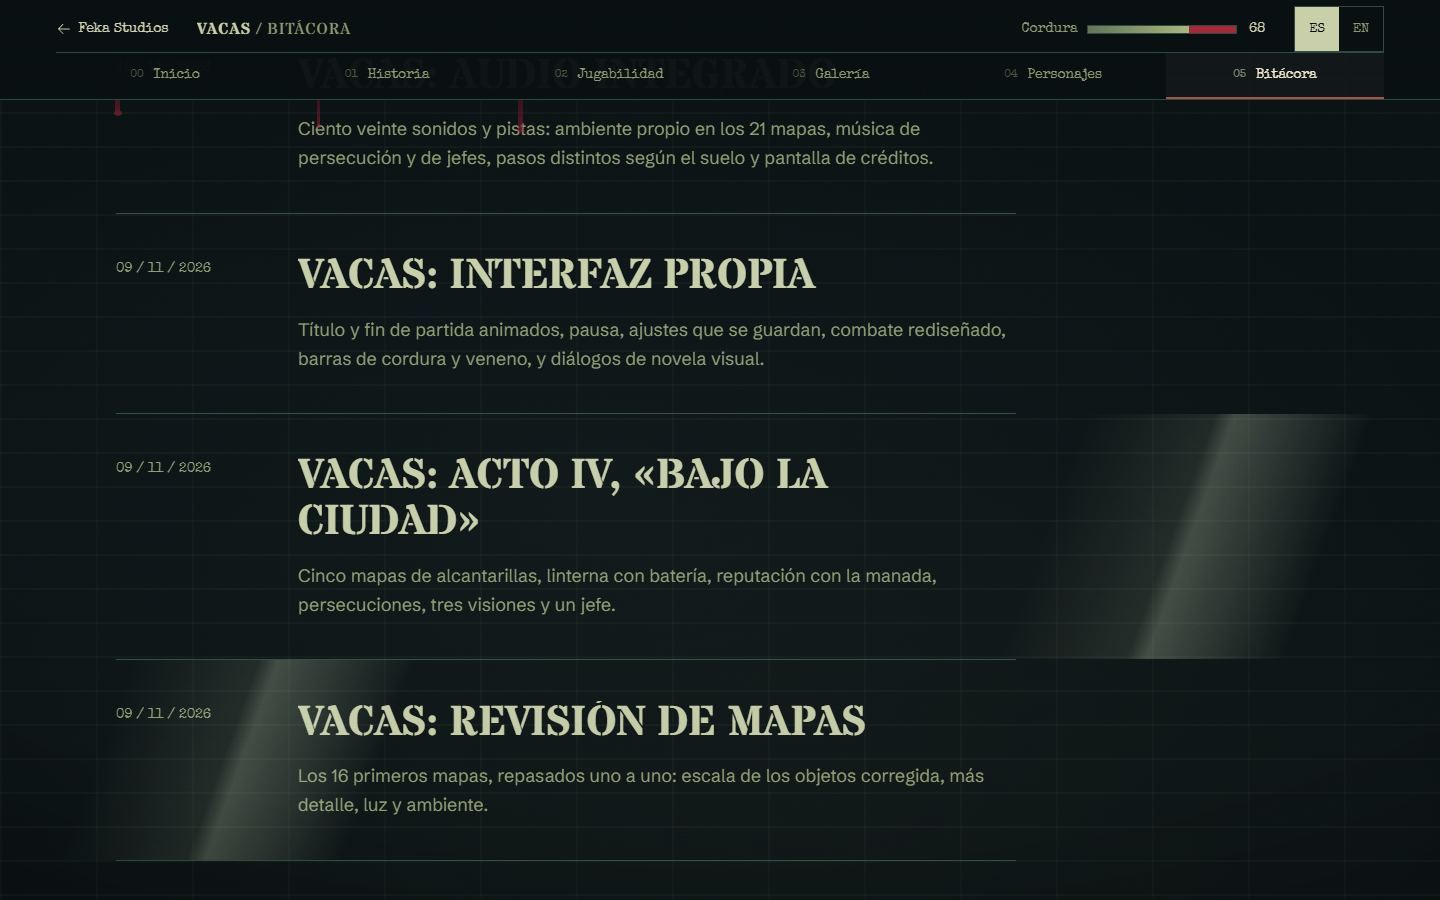 ← Feka Studios
VACAS / BITÁCORA
Cordura 68
ES EN
00 Inicio
01 Historia
02 Jugabilidad
03 Galería
04 Personajes
05 Bitácora
VACAS: AUDIO INTEGRADO
Ciento veinte sonidos y pistas: ambiente propio en los 21 mapas, música de
persecución y de jefes, pasos distintos según el suelo y pantalla de créditos.
09 / 11 / 2026
VACAS: INTERFAZ PROPIA
Título y fin de partida animados, pausa, ajustes que se guardan, combate rediseñado,
barras de cordura y veneno, y diálogos de novela visual.
09 / 11 / 2026
VACAS: ACTO IV, «BAJO LA
CIUDAD»
Cinco mapas de alcantarillas, linterna con batería, reputación con la manada,
persecuciones, tres visiones y un jefe.
09 / 11 / 2026
VACAS: REVISIÓN DE MAPAS
Los 16 primeros mapas, repasados uno a uno: escala de los objetos corregida, más
detalle, luz y ambiente.